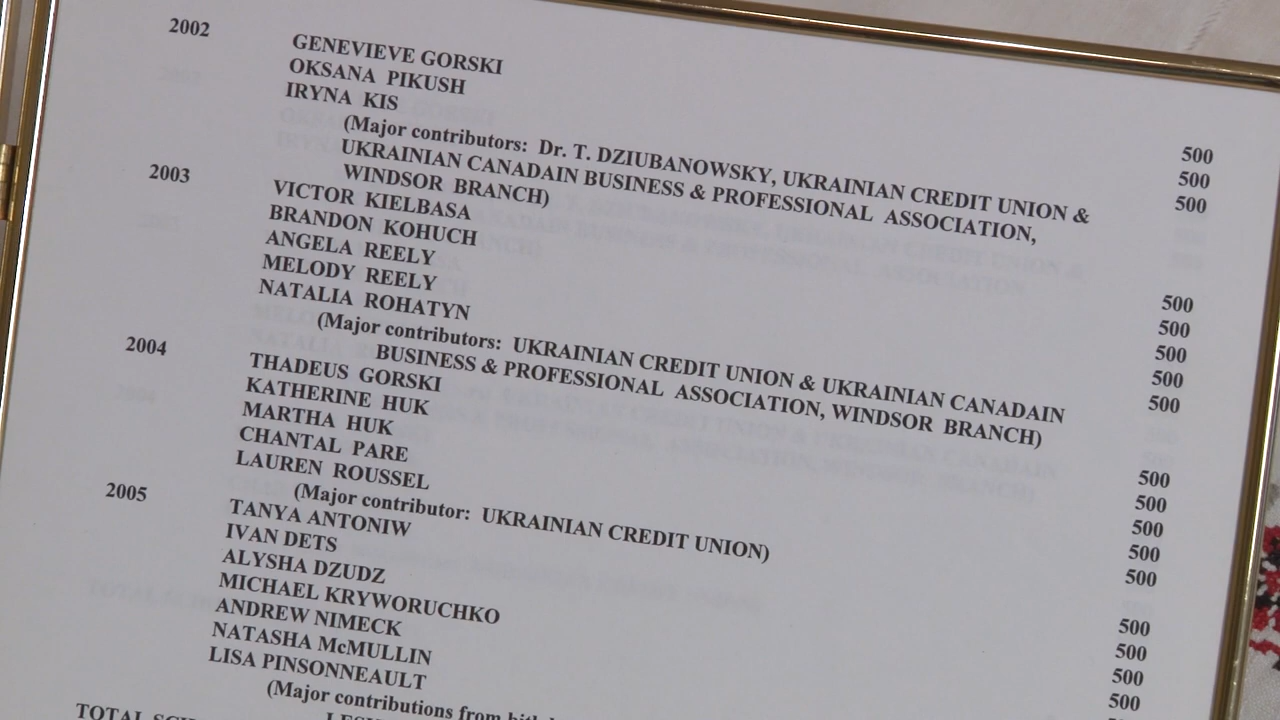 2002 GENEVIEVE GORSKI 500
OKSANA PIKUSH 500
IRYNA KIS 500
(Major contributors: Dr. T. DZIUBANOWSKY, UKRAINIAN CREDIT UNION &
UKRAINIAN CANADAIN BUSINESS & PROFESSIONAL ASSOCIATION,
WINDSOR BRANCH)
2003 VICTOR KIELBASA 500
BRANDON KOHUCH 500
ANGELA REELY 500
MELODY REELY 500
NATALIA ROHATYN 500
(Major contributors: UKRAINIAN CREDIT UNION & UKRAINIAN CANADAIN
BUSINESS & PROFESSIONAL ASSOCIATION, WINDSOR BRANCH)
2004 THADEUS GORSKI 500
KATHERINE HUK 500
MARTHA HUK 500
CHANTAL PARE 500
LAUREN ROUSSEL 500
(Major contributor: UKRAINIAN CREDIT UNION)
2005 TANYA ANTONIW 500
IVAN DETS 500
ALYSHA DZUDZ 500
MICHAEL KRYWORUCHKO 500
ANDREW NIMECK
NATASHA McMULLIN
LISA PINSONNEAULT
(Major contributions from
TOTAL